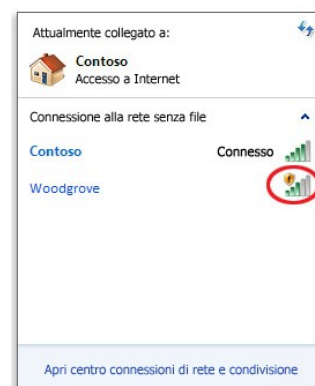 Attualmente collegato a:
Contoso
Accesso a Internet
Connessione alla rete senza file
Contoso Connesso
Woodgrove
Apri centro connessioni di rete e condivisione